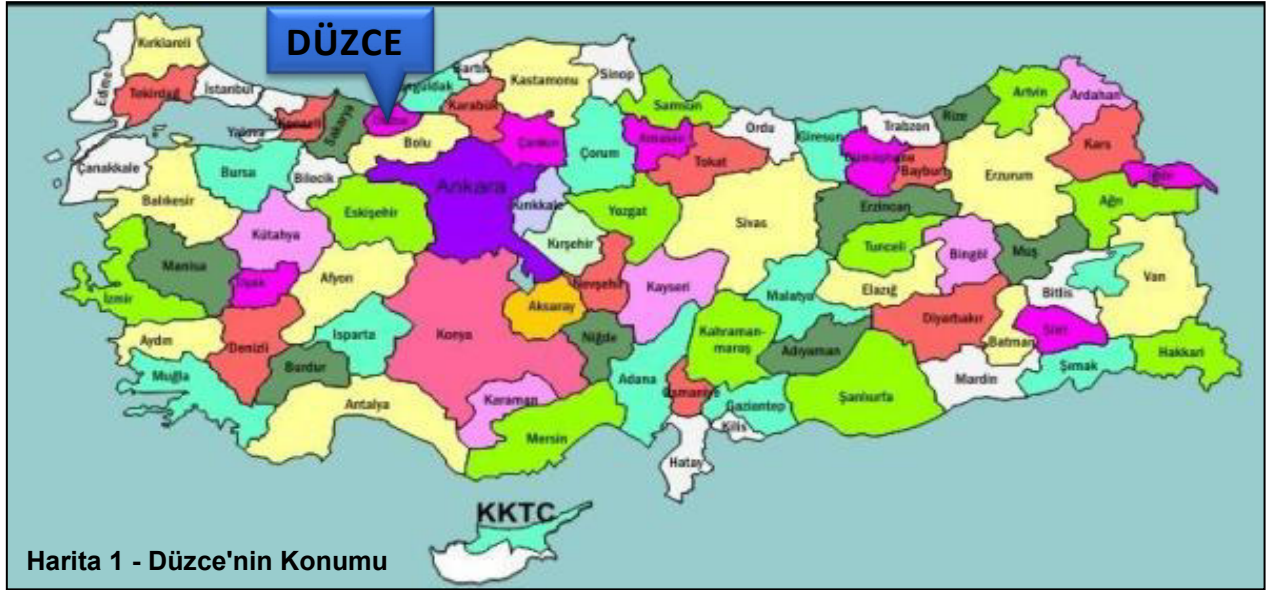 DÜZCE
Kırklareli
Edirne
Tekirdağ
İstanbul
Yalova
Kocaeli
Sakarya
Düzce
Bolu
Bartın
Karabük
Kastamonu
Sinop
Çankırı
Çorum
Samsun
Amasya
Tokat
Ordu
Giresun
Trabzon
Gümüşhane
Bayburt
Rize
Artvin
Ardahan
Kars
Iğdır
Ağrı
Erzurum
Erzincan
Çanakkale
Balıkesir
Bursa
Bilecik
Eskişehir
Ankara
Kırıkkale
Kırşehir
Yozgat
Sivas
Tunceli
Bingöl
Muş
Bitlis
Van
Kütahya
Manisa
Uşak
Afyon
İzmir
Aydın
Denizli
Isparta
Burdur
Muğla
Antalya
Konya
Aksaray
Nevşehir
Niğde
Kayseri
Karaman
Mersin
Adana
Kahraman-
maraş
Malatya
Elazığ
Adıyaman
Diyarbakır
Batman
Siirt
Şırnak
Hakkari
Mardin
Şanlıurfa
Gaziantep
Kilis
Osmaniye
Hatay
KKTC
Harita 1 - Düzce'nin Konumu